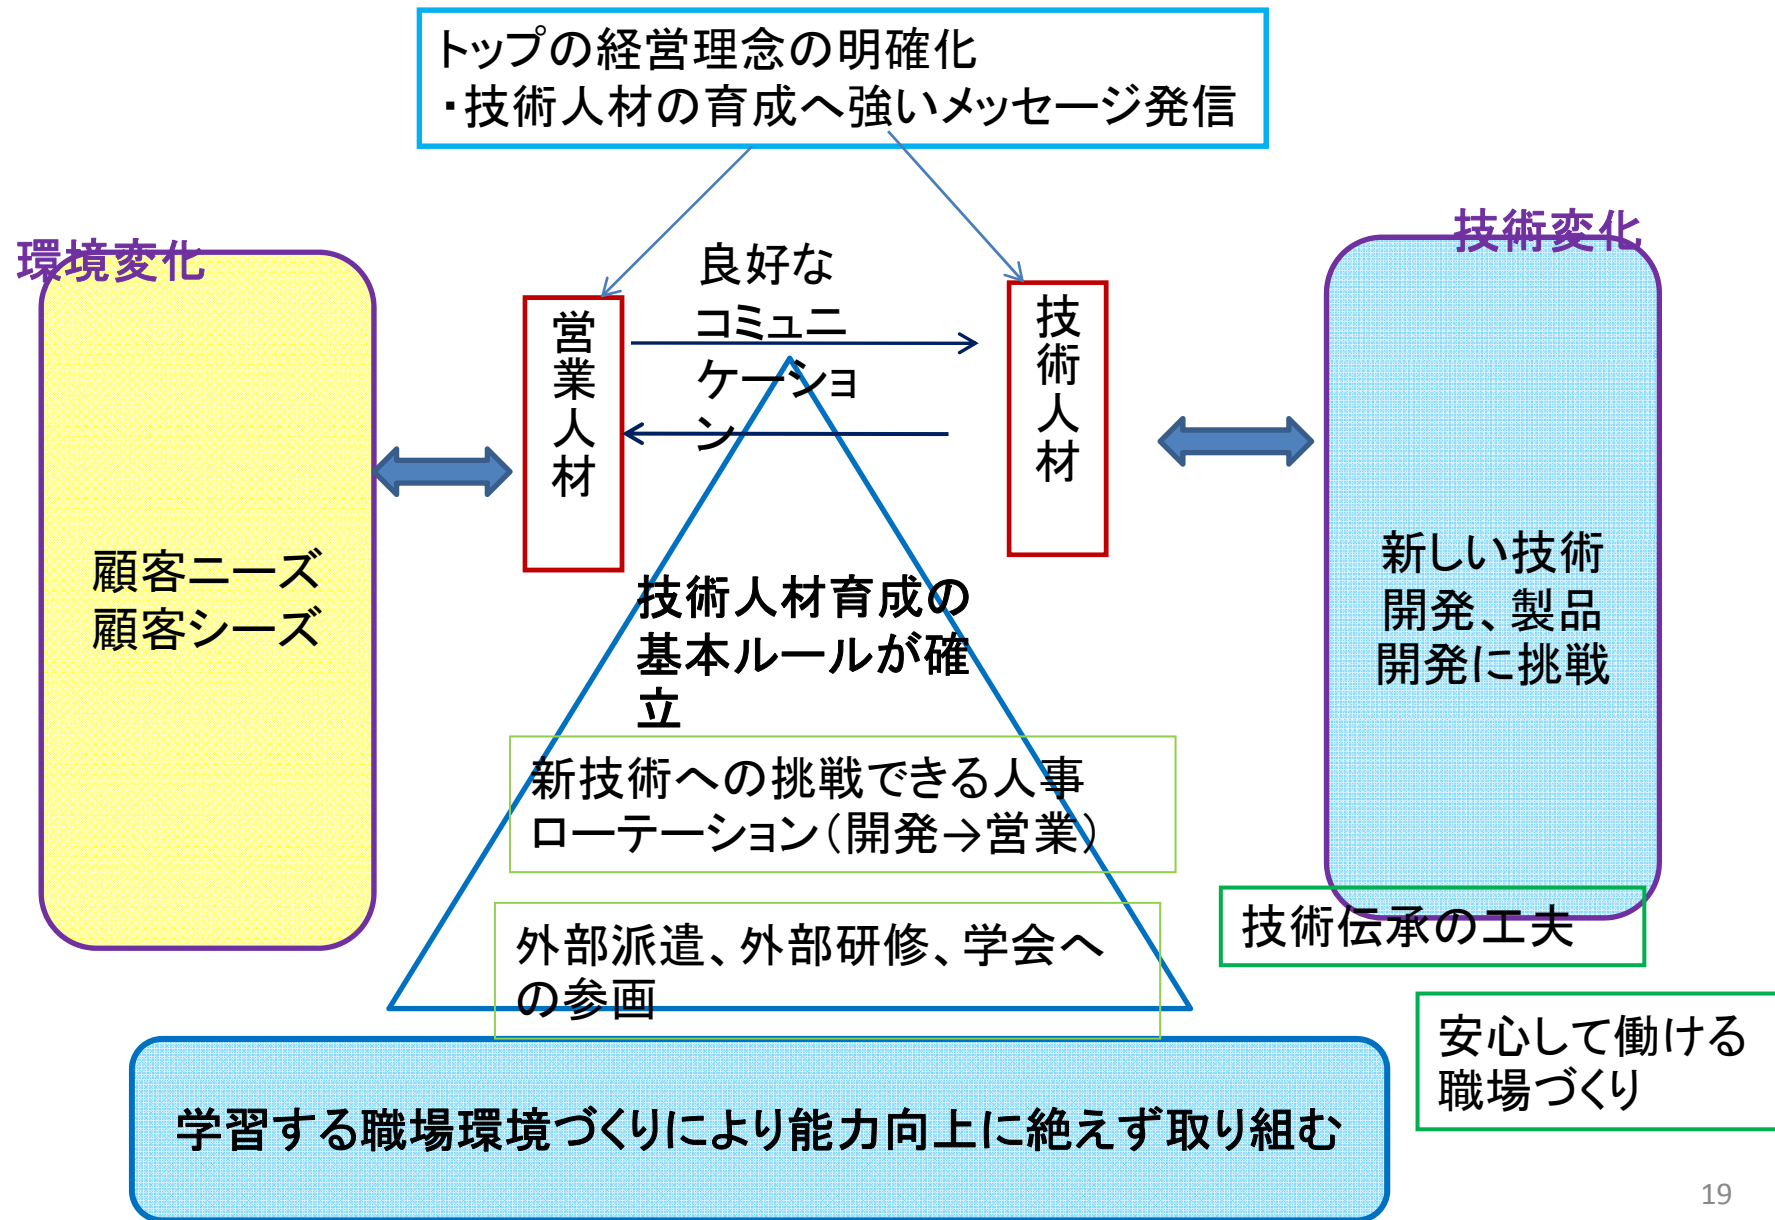 トップの経営理念の明確化
・技術人材の育成へ強いメッセージ発信
環境変化
技術変化
良好な
コミュニ
ケーショ
ン
営業人材
技術人材
顧客ニーズ
顧客シーズ
新しい技術
開発、製品
開発に挑戦
技術人材育成の
基本ルールが確
立
新技術への挑戦できる人事
ローテーション（開発→営業）
外部派遣、外部研修、学会へ
の参画
技術伝承の工夫
安心して働ける
職場づくり
学習する職場環境づくりにより能力向上に絶えず取り組む
19